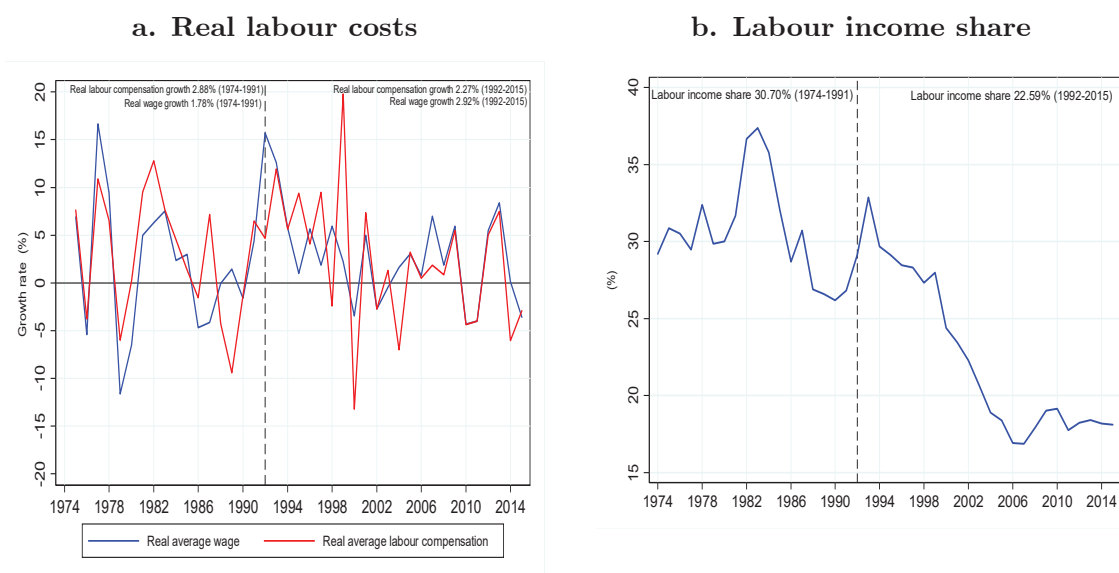 a. Real labour costs
Real labour compensation growth 2.88% (1974-1991)
Real wage growth 1.78% (1974-1991)
Real labour compensation growth 2.27% (1992-2015)
Real wage growth 2.92% (1992-2015)
Growth rate (%)
20
15
10
5
0
-5
-10
-15
-20
1974 1978 1982 1986 1990 1994 1998 2002 2006 2010 2014
Real average wage Real average labour compensation
b. Labour income share
Labour income share 30.70% (1974-1991)
Labour income share 22.59% (1992-2015)
(%)
40
35
30
25
20
15
1974 1978 1982 1986 1990 1994 1998 2002 2006 2010 2014